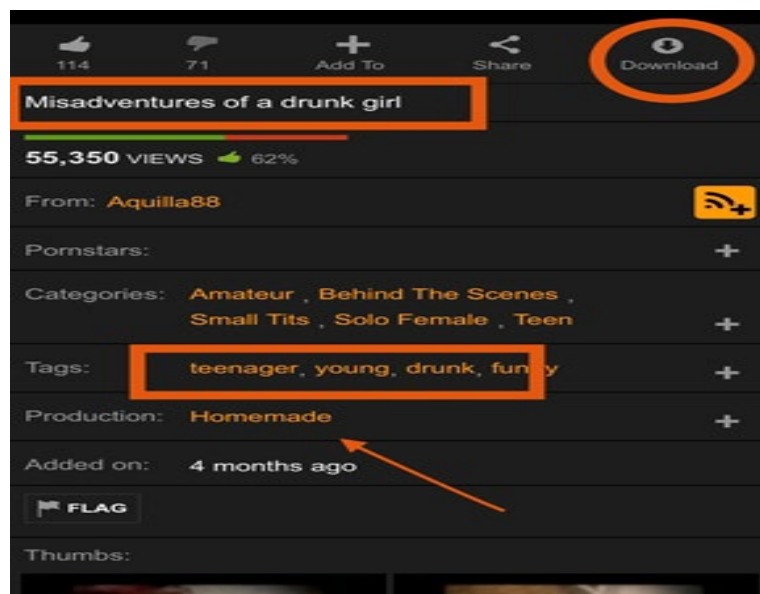 114 71 Add To Share Download
Misadventures of a drunk girl
55,350 VIEWS 62%
From: Aquilla88
Pornstars:
Categories: Amateur , Behind The Scenes ,
Small Tits , Solo Female , Teen
Tags: teenager, young, drunk,
Production: Homemade
Added on: 4 months ago
FLAG
Thumbs: